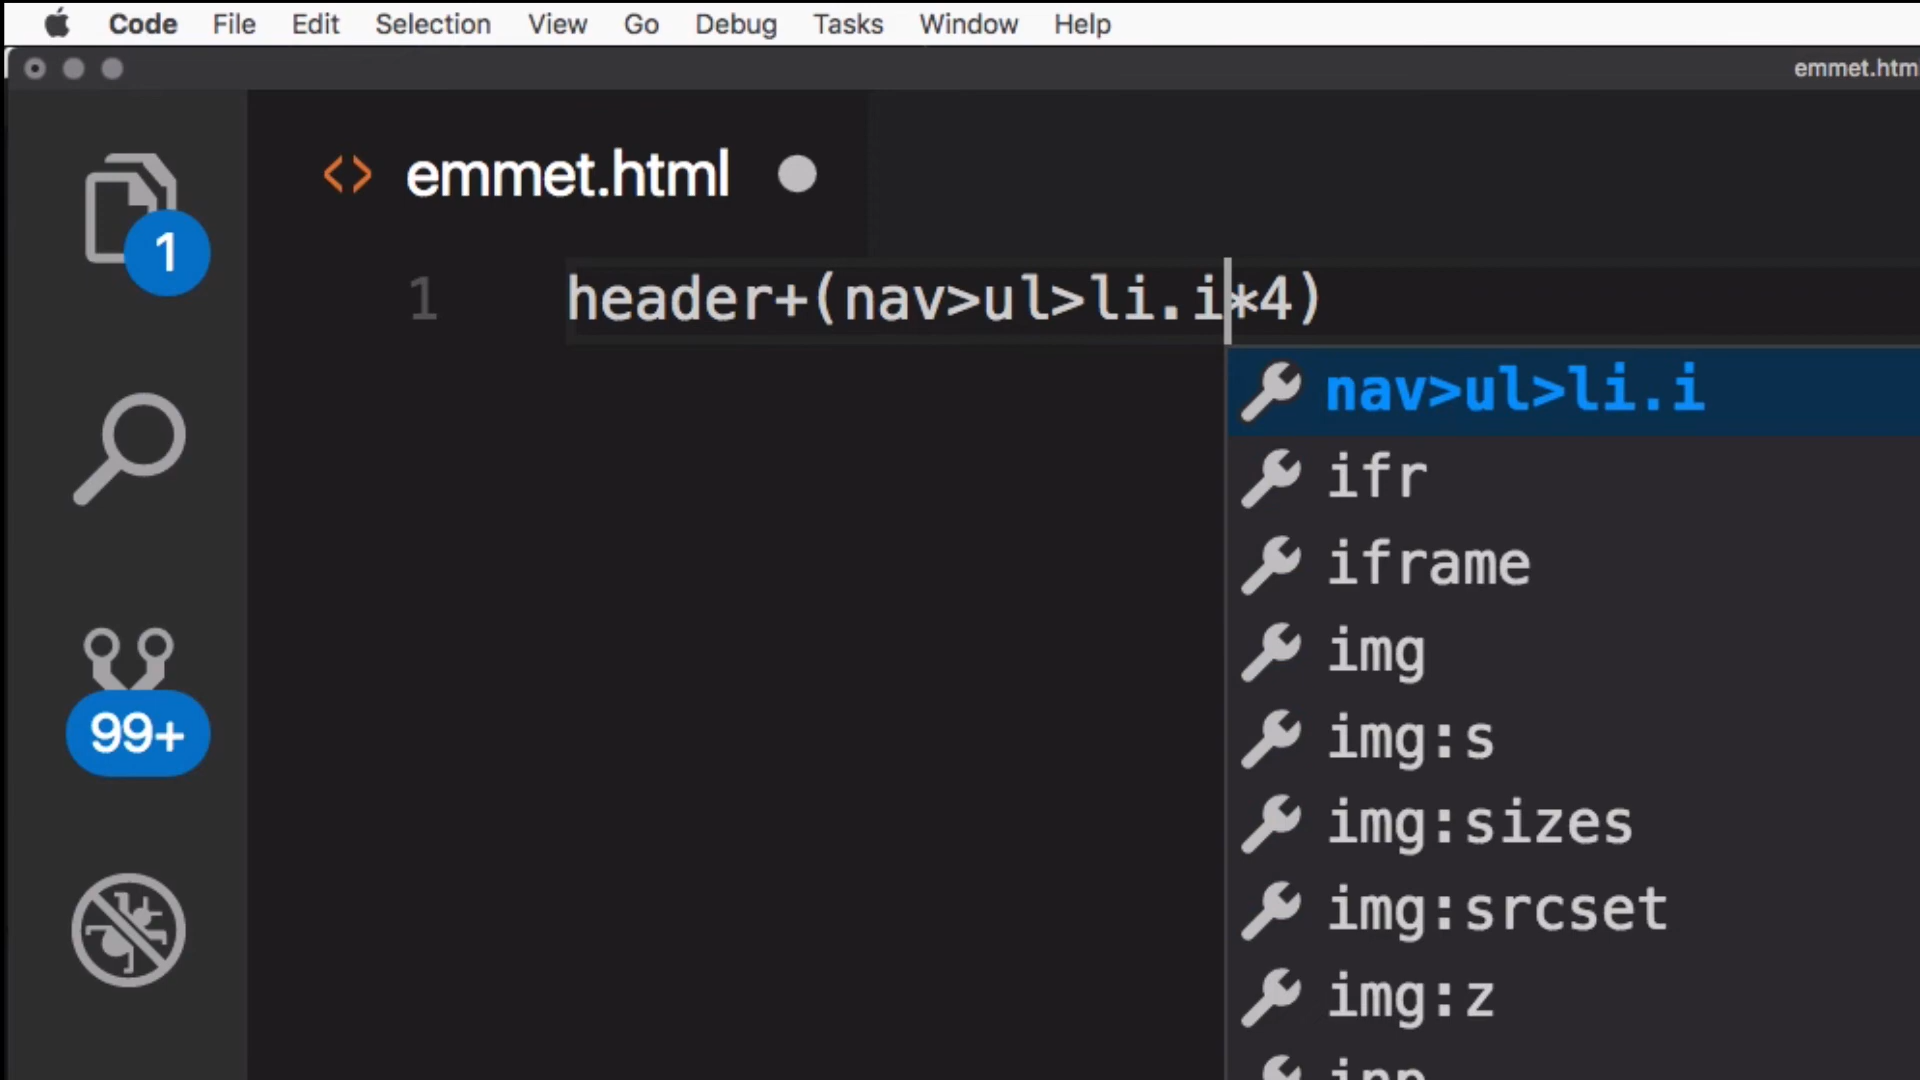 Code File Edit Selection View Go Debug Tasks Window Help
emmet.htm
<> emmet.html
1
1 header+(nav>ul>li.i*4)
nav>ul>li.i
ifr
iframe
img
img:s
99+
img:sizes
img:srcset
img:z
inp